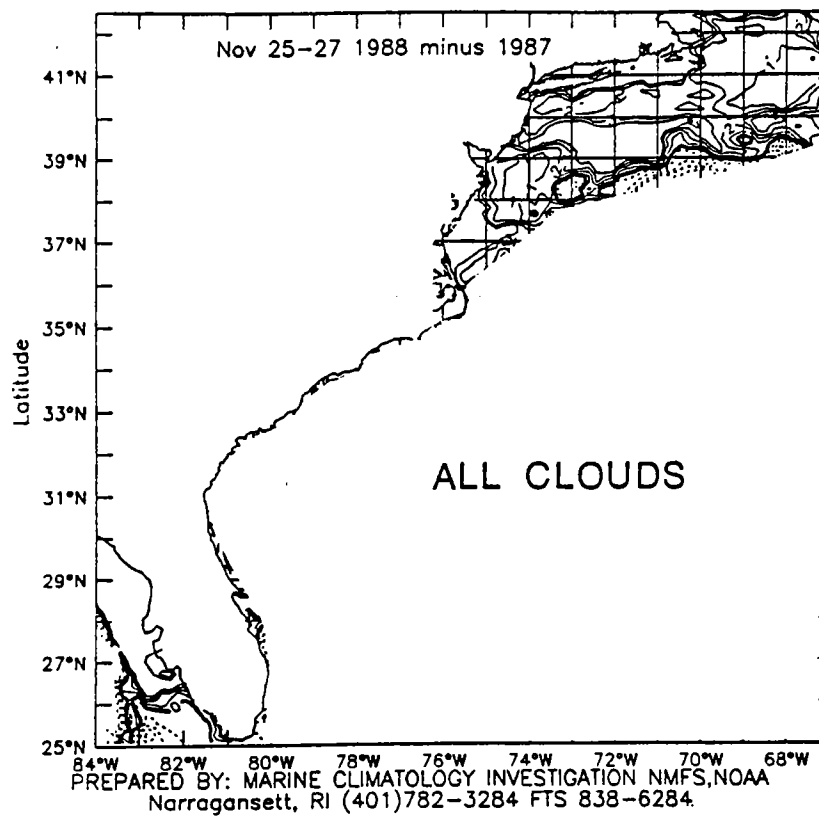 Nov 25-27 1988 minus 1987
41°N
39°N
37°N
35°N
33°N
31°N
29°N
27°N
25°N
Latitude
ALL CLOUDS
84°W 82°W 80°W 78°W 76°W 74°W 72°W 70°W 68°W
PREPARED BY: MARINE CLIMATOLOGY INVESTIGATION NMFS,NOAA
Narragansett, RI (401)782-3284 FTS 838-6284